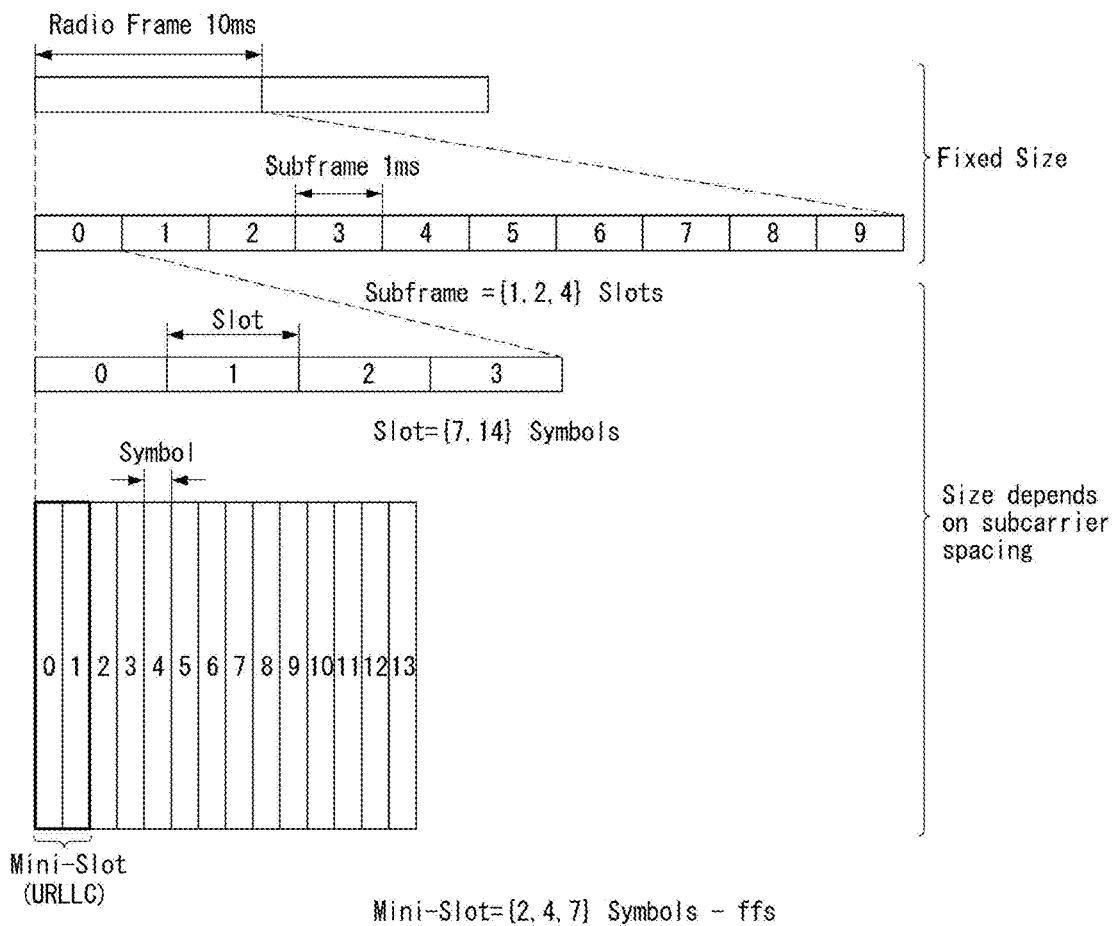 Radio Frame 10ms
Fixed Size
Subframe 1ms
0 1 2 3 4 5 6 7 8 9
Subframe ={1,2,4} Slots
Slot
0 1 2 3
Slot={7,14} Symbols
Symbol
Size depends
on subcarrier
spacing
0 1 2 3 4 5 6 7 8 9 10 11 12 13
Mini-Slot
(URLLC)
Mini-Slot={2,4,7} Symbols - ffs